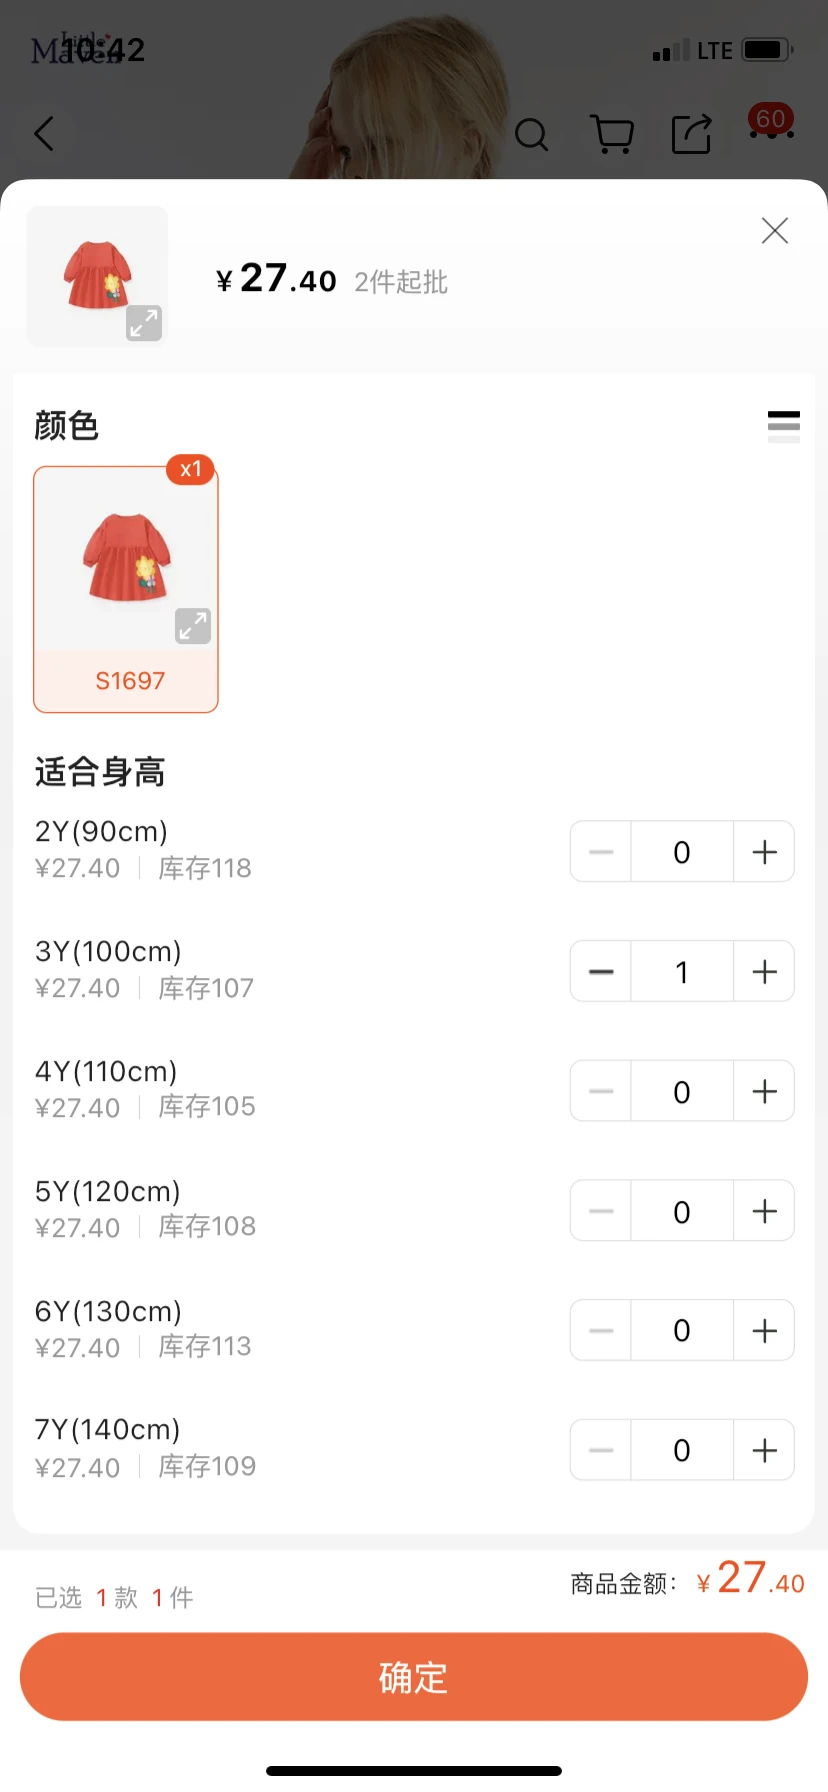 Little
Maven
10:42
LTE
60
¥27.40 2件起批
颜色
x1
S1697
适合身高
2Y(90cm)
¥27.40 库存118
0
3Y(100cm)
¥27.40 库存107
1
4Y(110cm)
¥27.40 库存105
0
5Y(120cm)
¥27.40 库存108
0
6Y(130cm)
¥27.40 库存113
0
7Y(140cm)
¥27.40 库存109
0
已选 1 款 1 件
商品金额: ¥27.40
确定